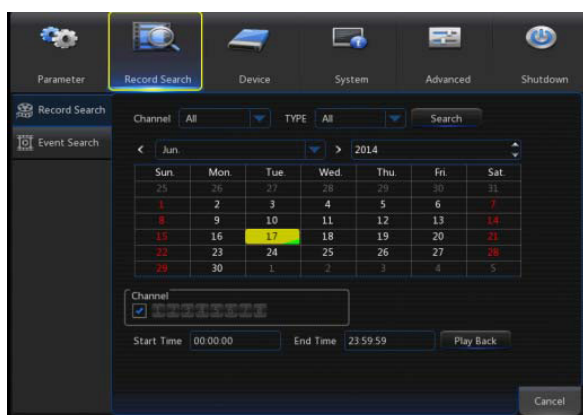 Parameter Record Search Device System Advanced Shutdown
Record Search
Event Search
Channel All TYPE All Search
< Jun. > 2014
Sun. Mon. Tue. Wed. Thu. Fri. Sat.
25 26 27 28 29 30 31
1 2 3 4 5 6 7
8 9 10 11 12 13 14
15 16 17 18 19 20 21
22 23 24 25 26 27 28
29 30 1 2 3 4 5
Channel
Start Time 00:00:00 End Time 23:59:59 Play Back
Cancel